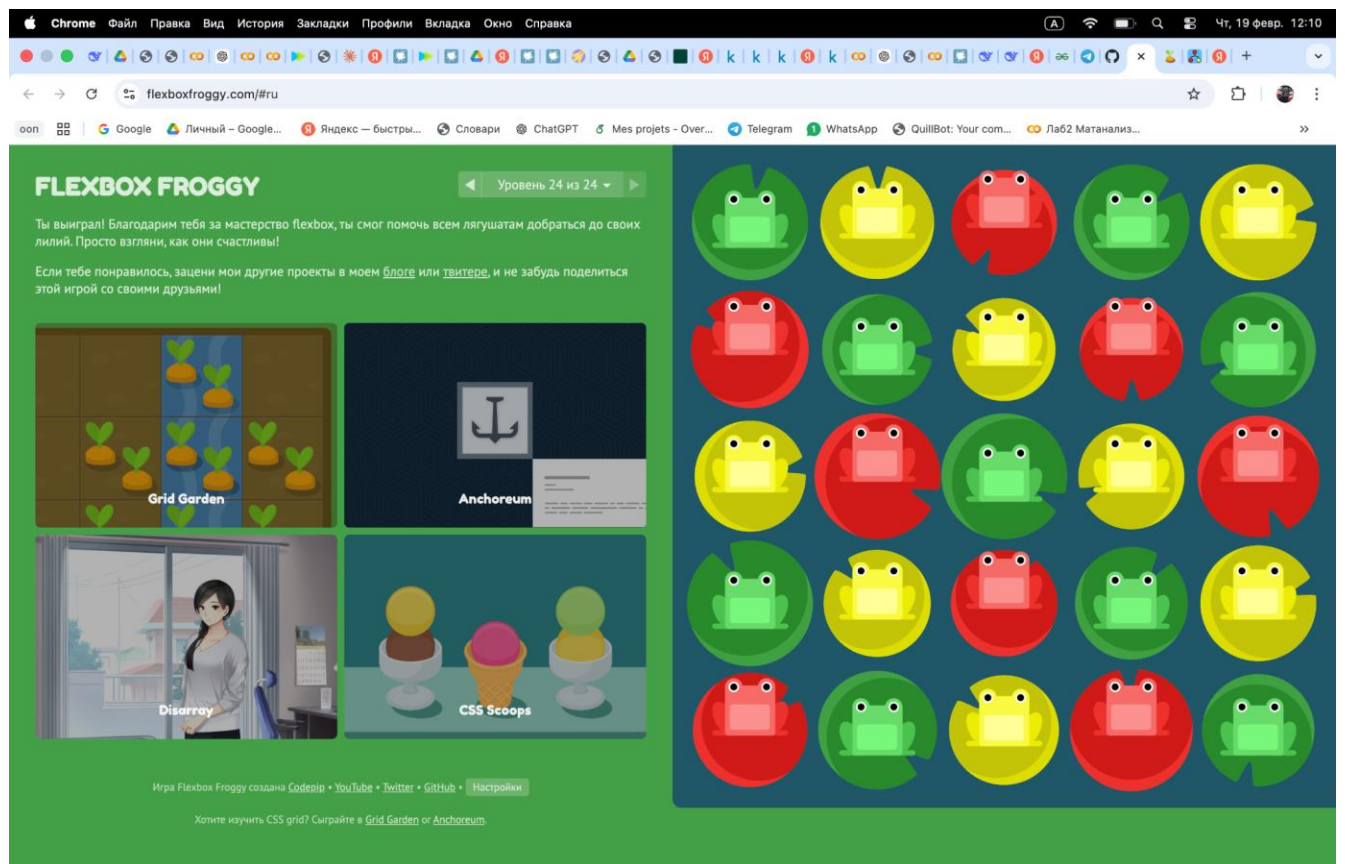 Chrome Файл Правка Вид История Закладки Профили Вкладка Окно Справка
A Чт, 19 февр. 12:10
flexboxfroggy.com/#ru
ооп Google Личный – Google... Яндекс — быстры... Словари ChatGPT Mes projets - Over... Telegram 1 WhatsApp QuillBot: Your com... Лаб2 Матанализ... »
FLEXBOX FROGGY
Уровень 24 из 24
Ты выиграл! Благодарим тебя за мастерство flexbox, ты смог помочь всем лягушатам добраться до своих
лилий. Просто взгляни, как они счастливы!
Если тебе понравилось, зацени мои другие проекты в моем блоге или твитере, и не забудь поделиться
этой игрой со своими друзьями!
Grid Garden
Anchoreum
Disarray
CSS Scoops
Игра Flexbox Froggy создана Codepip • YouTube • Twitter • GitHub • Настройки
Хотите изучить CSS grid? Сыграйте в Grid Garden or Anchoreum.